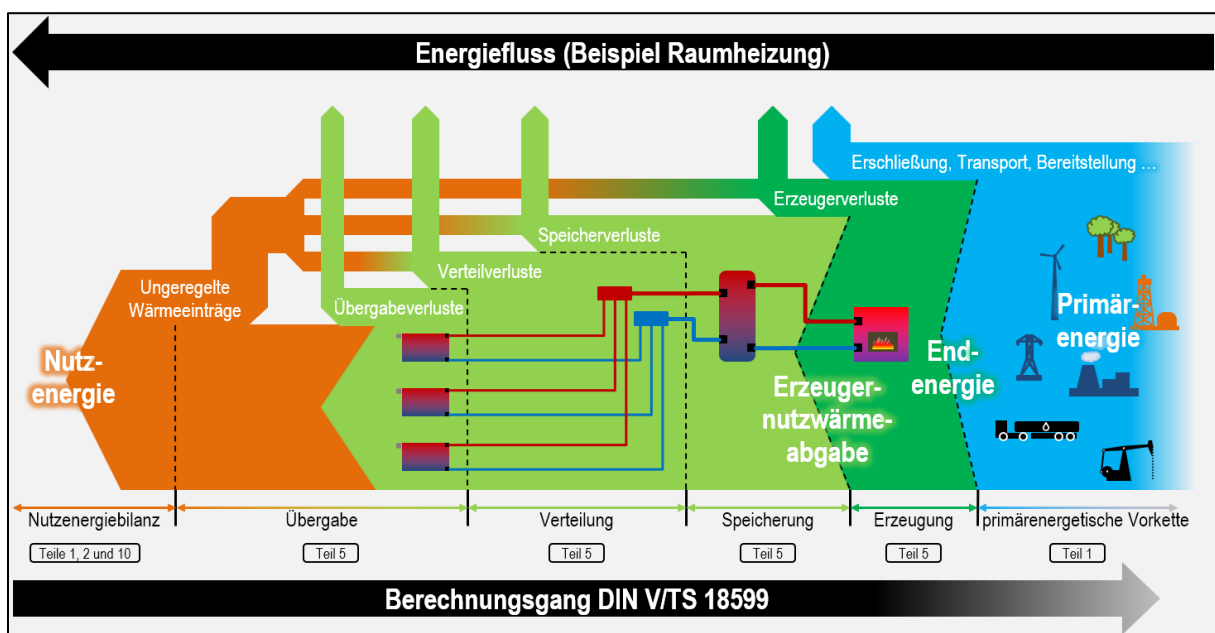 Energiefluss (Beispiel Raumheizung)
Erschließung, Transport, Bereitstellung ...
Erzeugerverluste
Speicherverluste
Verteilverluste
Übergabeverluste
Ungeregelte
Wärmeeinträge
Nutz-
energie
Erzeuger-
nutzwärme-
abgabe
End-
energie
Primär-
energie
Nutzenergiebilanz
Übergabe
Verteilung
Speicherung
Erzeugung
primärenergetische Vorkette
Teile 1, 2 und 10
Teil 5
Teil 5
Teil 5
Teil 5
Teil 1
Berechnungsgang DIN V/TS 18599